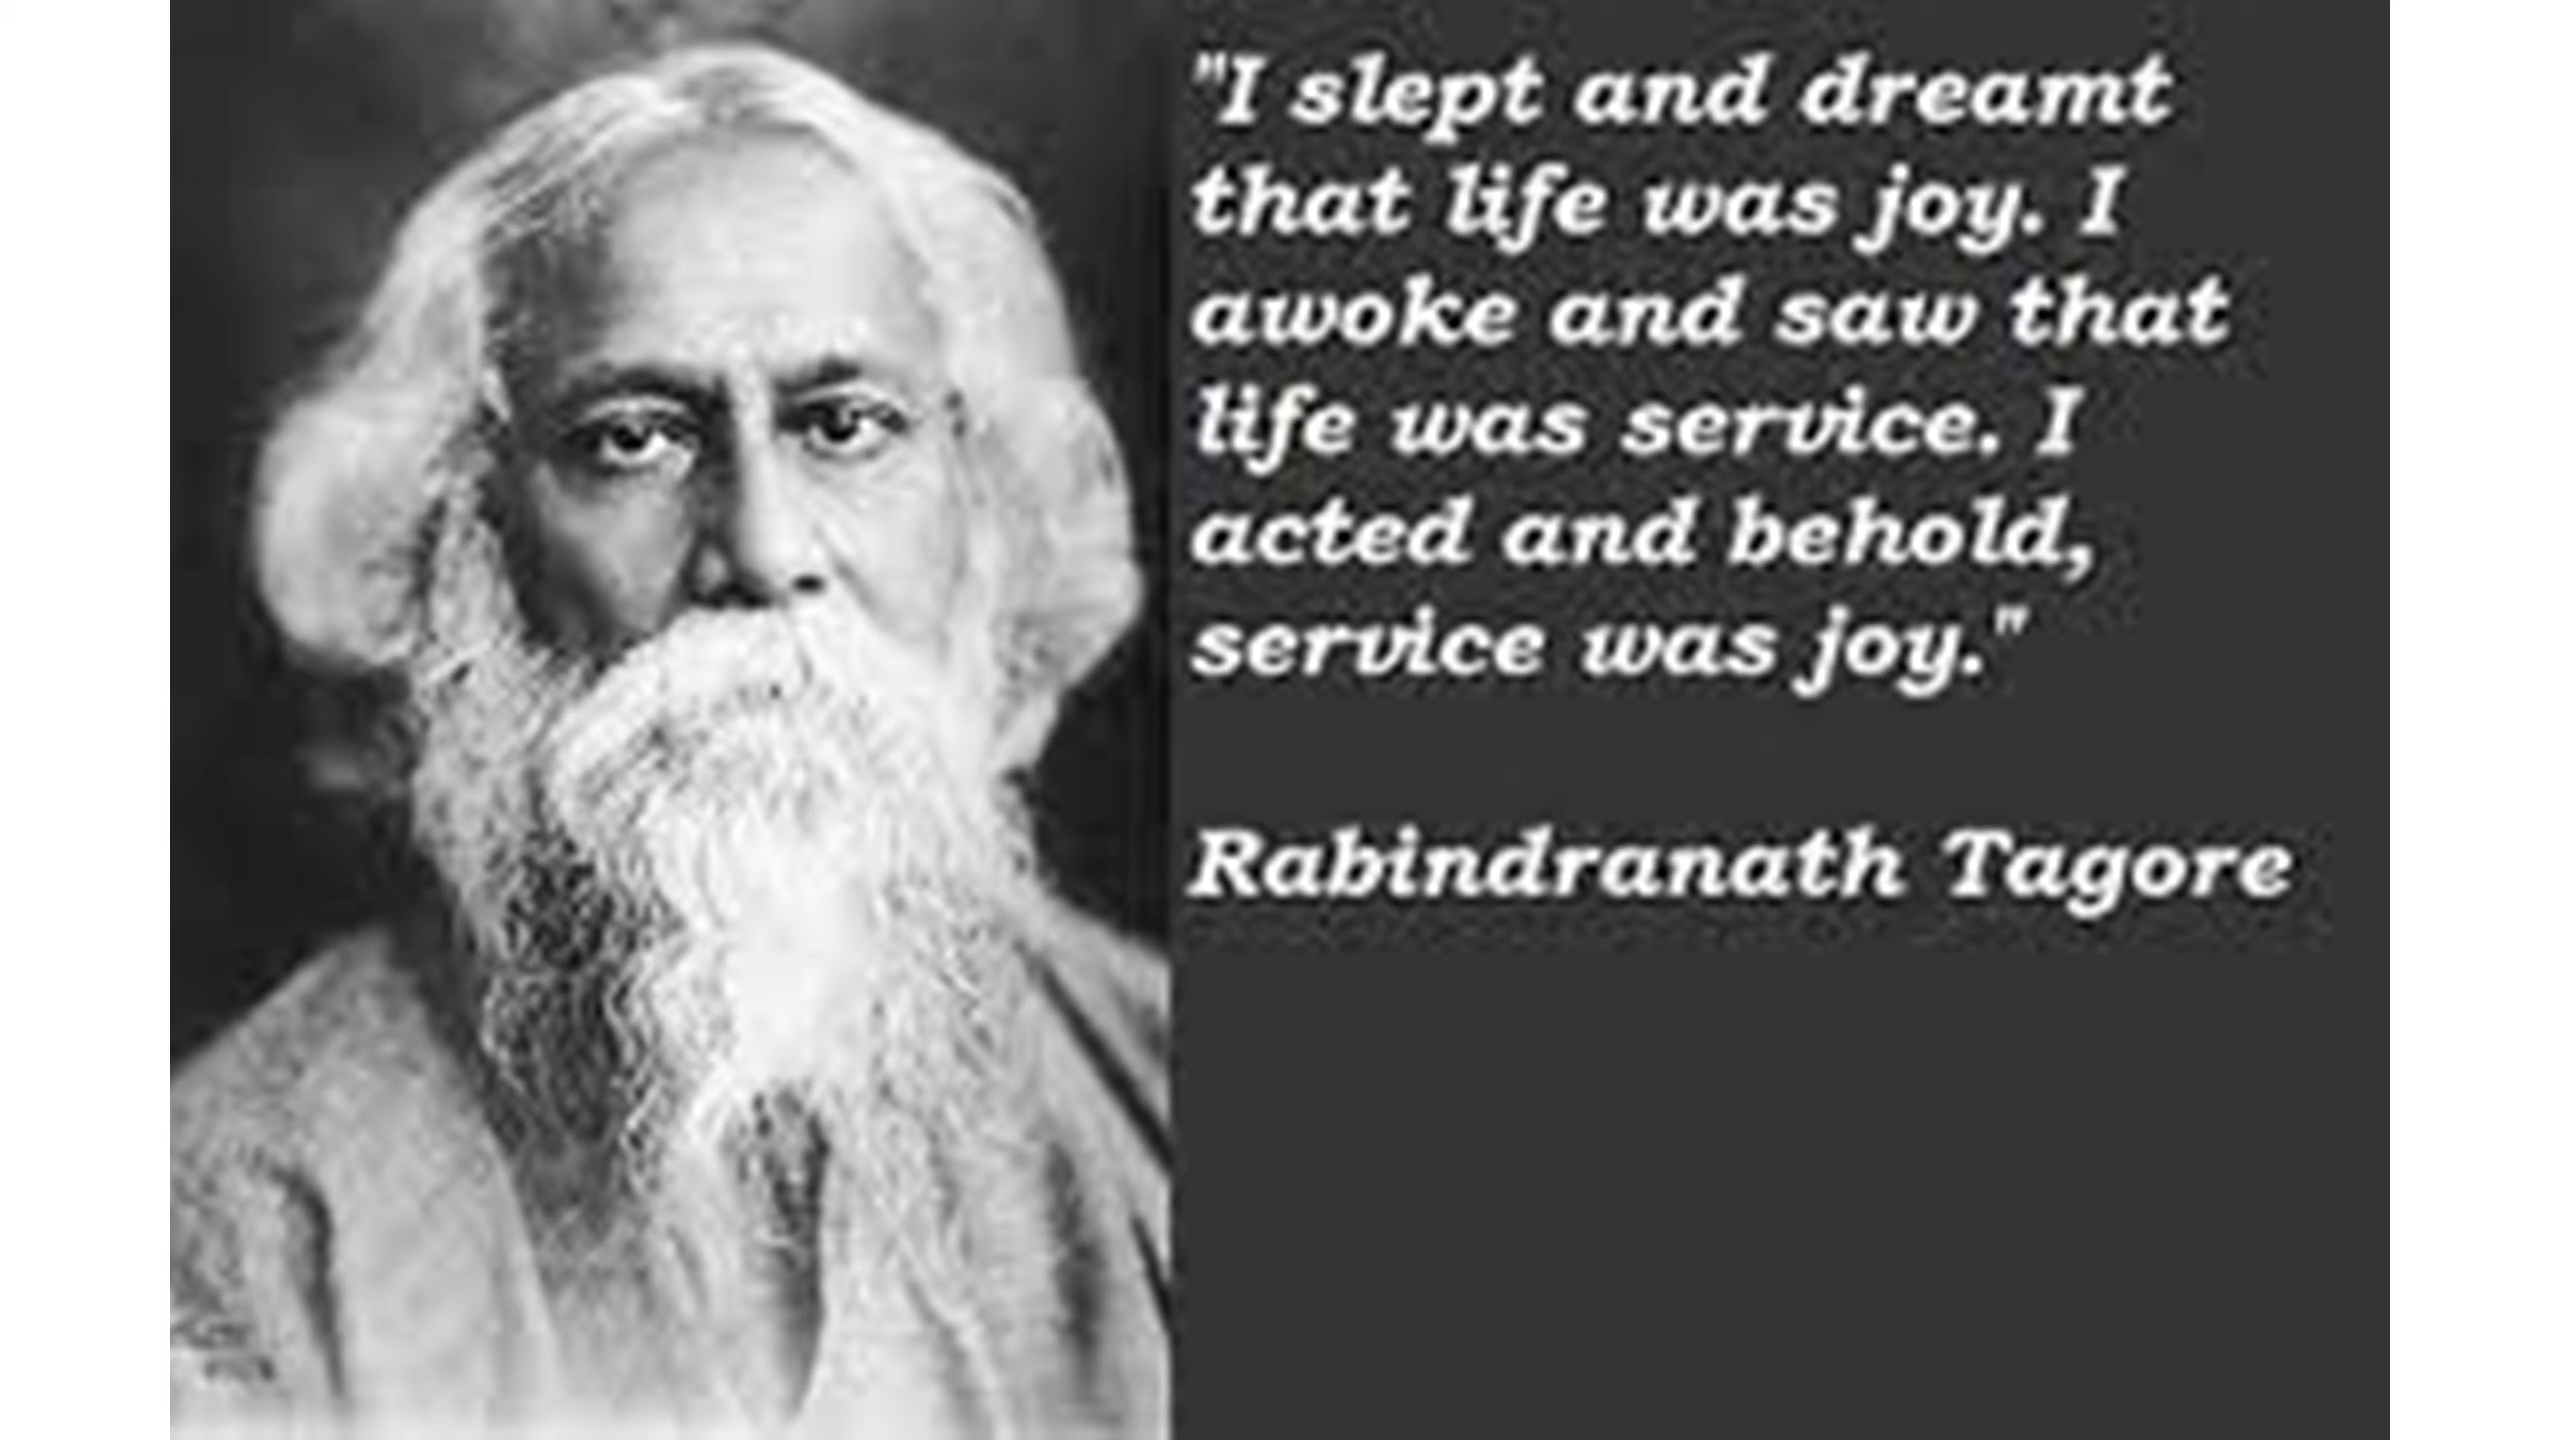 "I slept and dreamt
that life was joy. I
awoke and saw that
life was service. I
acted and behold,
service was joy."
Rabindranath Tagore